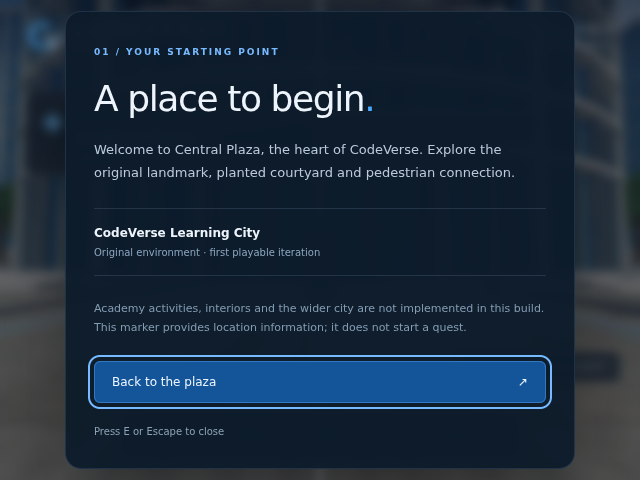 01 / YOUR STARTING POINT
A place to begin.
Welcome to Central Plaza, the heart of CodeVerse. Explore the
original landmark, planted courtyard and pedestrian connection.
CodeVerse Learning City
Original environment · first playable iteration
Academy activities, interiors and the wider city are not implemented in this build.
This marker provides location information; it does not start a quest.
Back to the plaza ↗
Press E or Escape to close